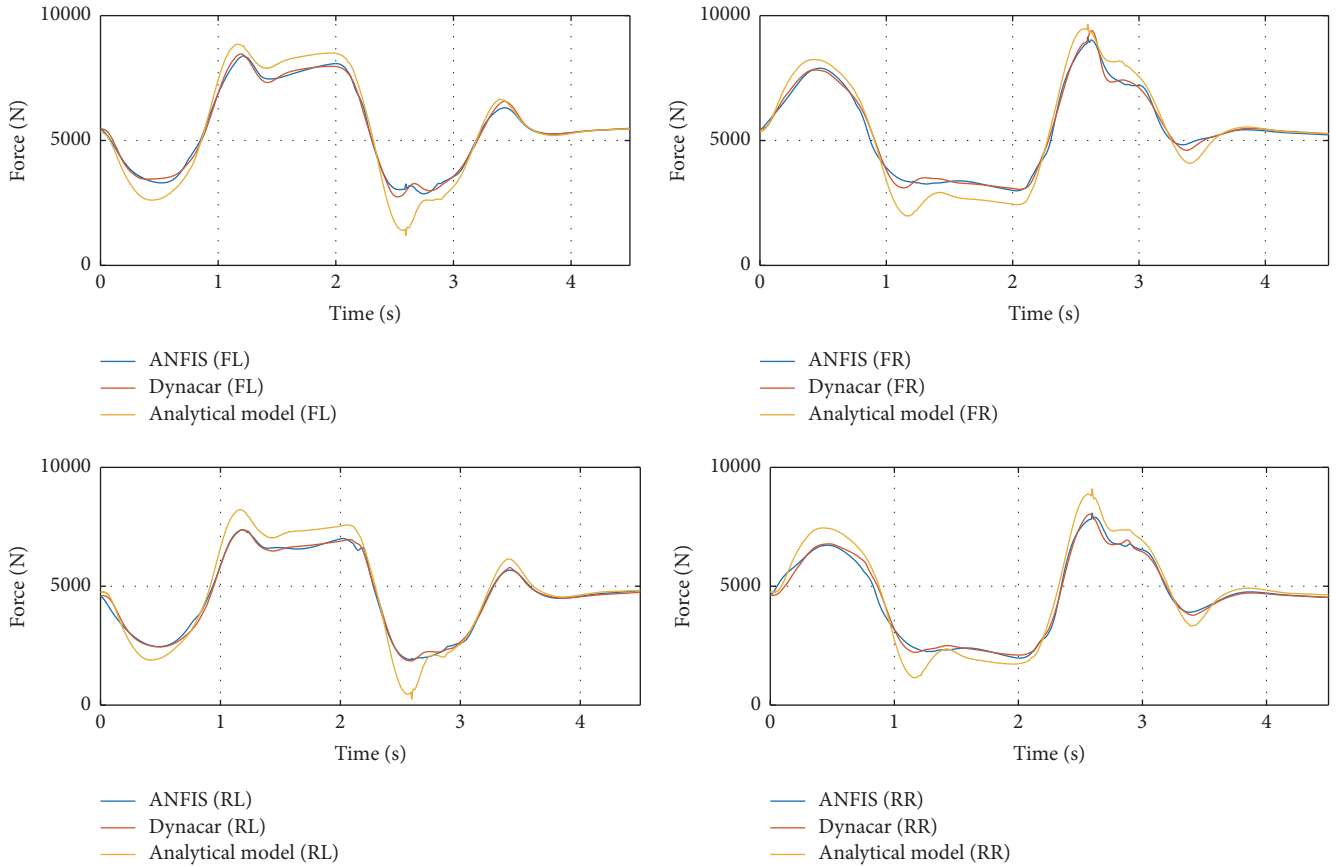 10000
5000
0
Force (N)
0 1 2 3 4
Time (s)
ANFIS (FL)
Dynacar (FL)
Analytical model (FL)
10000
5000
0
Force (N)
0 1 2 3 4
Time (s)
ANFIS (FR)
Dynacar (FR)
Analytical model (FR)
10000
5000
0
Force (N)
0 1 2 3 4
Time (s)
ANFIS (RL)
Dynacar (RL)
Analytical model (RL)
10000
5000
0
Force (N)
0 1 2 3 4
Time (s)
ANFIS (RR)
Dynacar (RR)
Analytical model (RR)